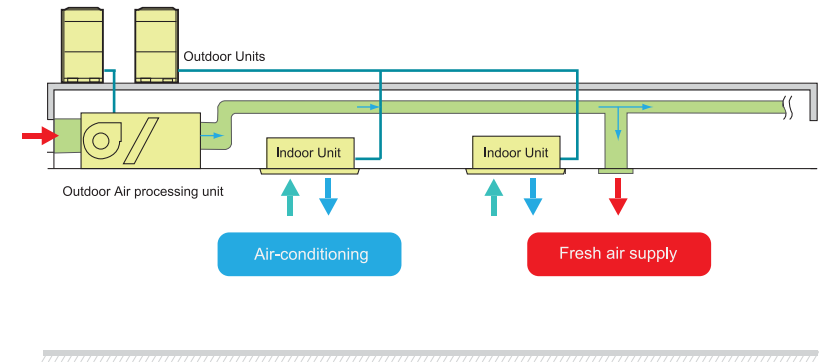 Outdoor Units
Indoor Unit
Indoor Unit
Outdoor Air processing unit
Air-conditioning
Fresh air supply